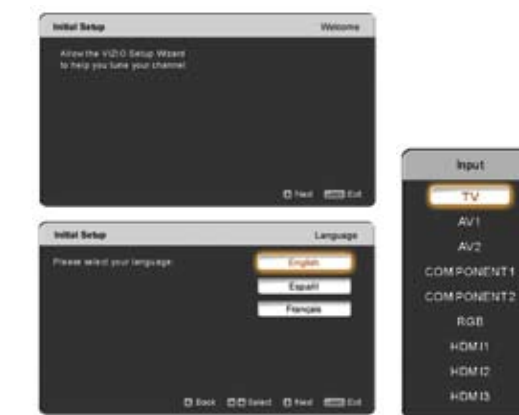 Initial Setup Welcome
Allow the VIZIO Setup Wizard
to help you tune your channel
Next Exit
Initial Setup Language
Please select your language:
English
Español
Français
Back Select Next Exit
Input
TV
AV1
AV2
COMPONENT1
COMPONENT2
RGB
HDMI1
HDMI2
HDMI3